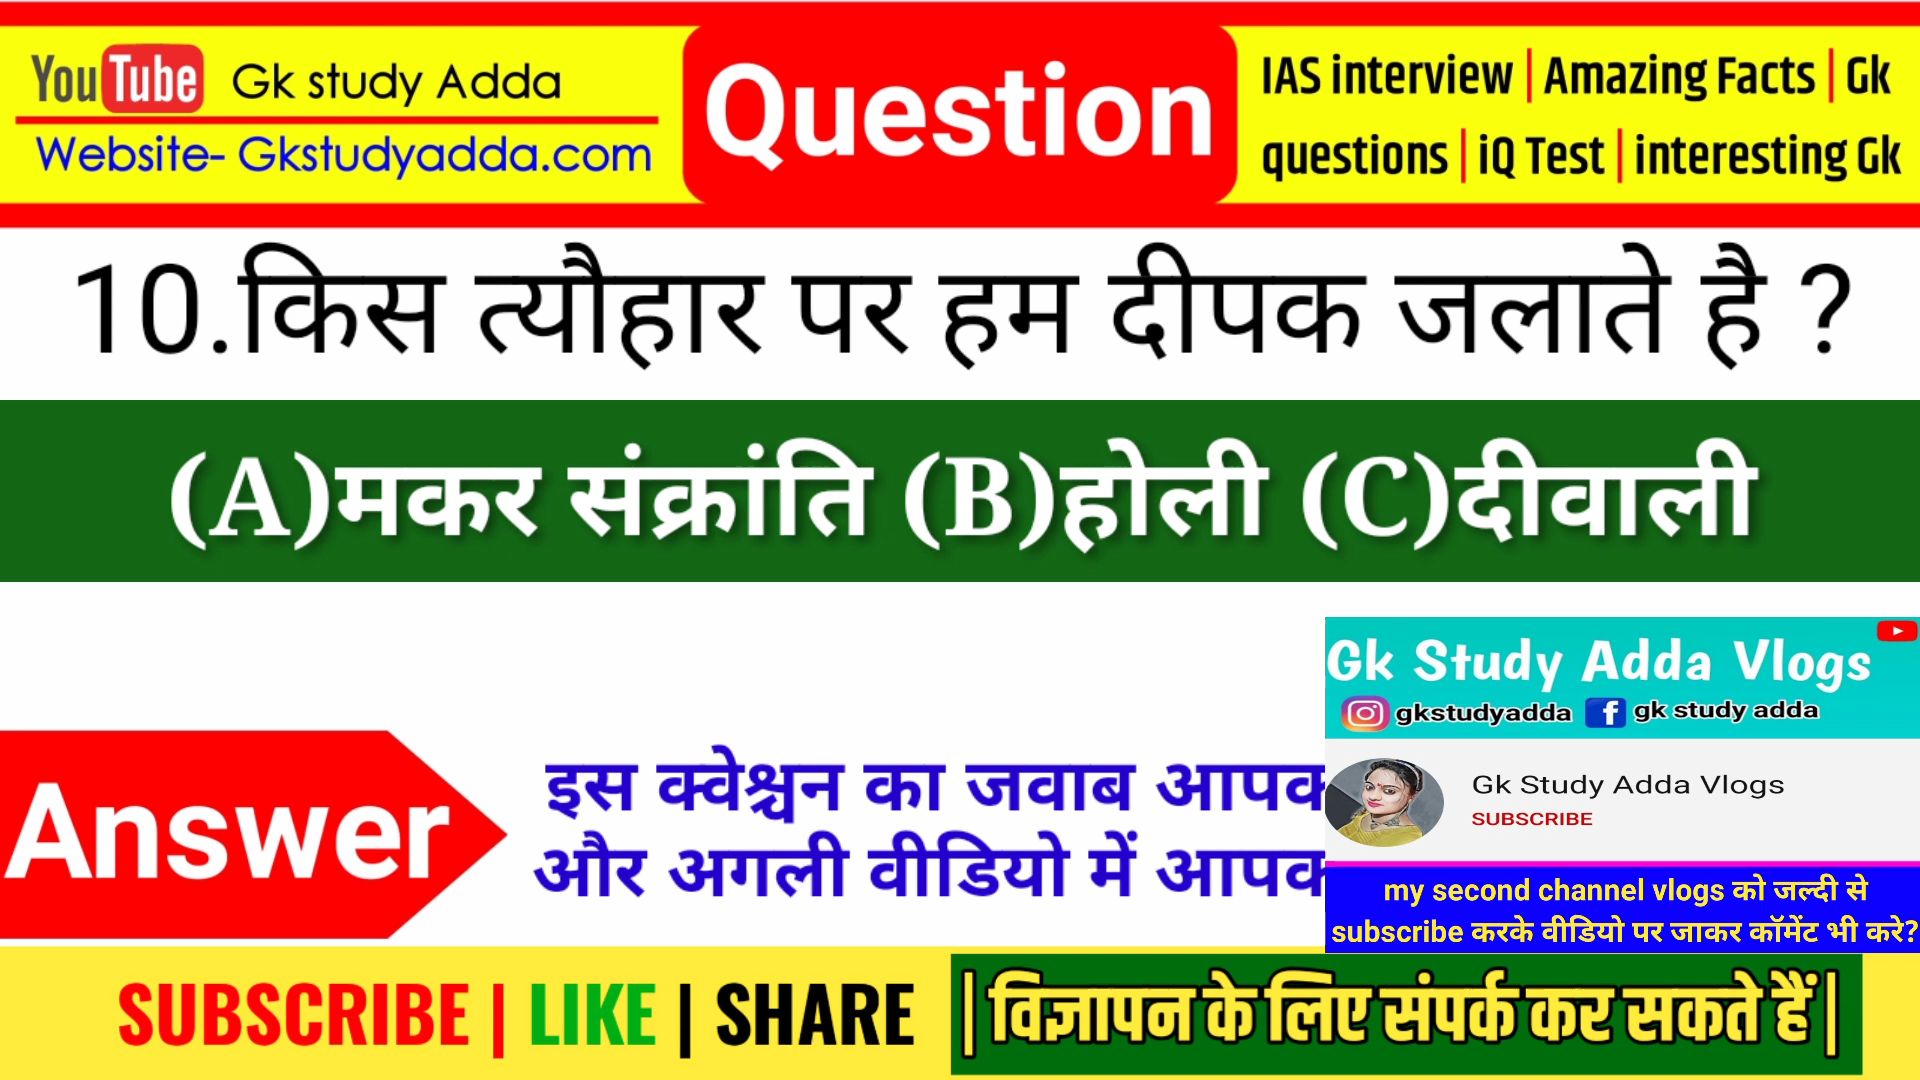 YouTube Gk study Adda
Website- Gkstudyadda.com
Question
IAS interview | Amazing Facts | Gk
questions | iQ Test | interesting Gk
10.किस त्यौहार पर हम दीपक जलाते है ?
(A)मकर संक्रांति (B)होली (C)दीवाली
Answer
इस क्वेश्चन का जवाब आपक
और अगली वीडियो में आपक
Gk Study Adda Vlogs
gkstudyadda gk study adda
Gk Study Adda Vlogs
SUBSCRIBE
my second channel vlogs को जल्दी से
subscribe करके वीडियो पर जाकर कॉमेंट भी करे?
SUBSCRIBE | LIKE | SHARE
| विज्ञापन के लिए संपर्क कर सकते हैं |